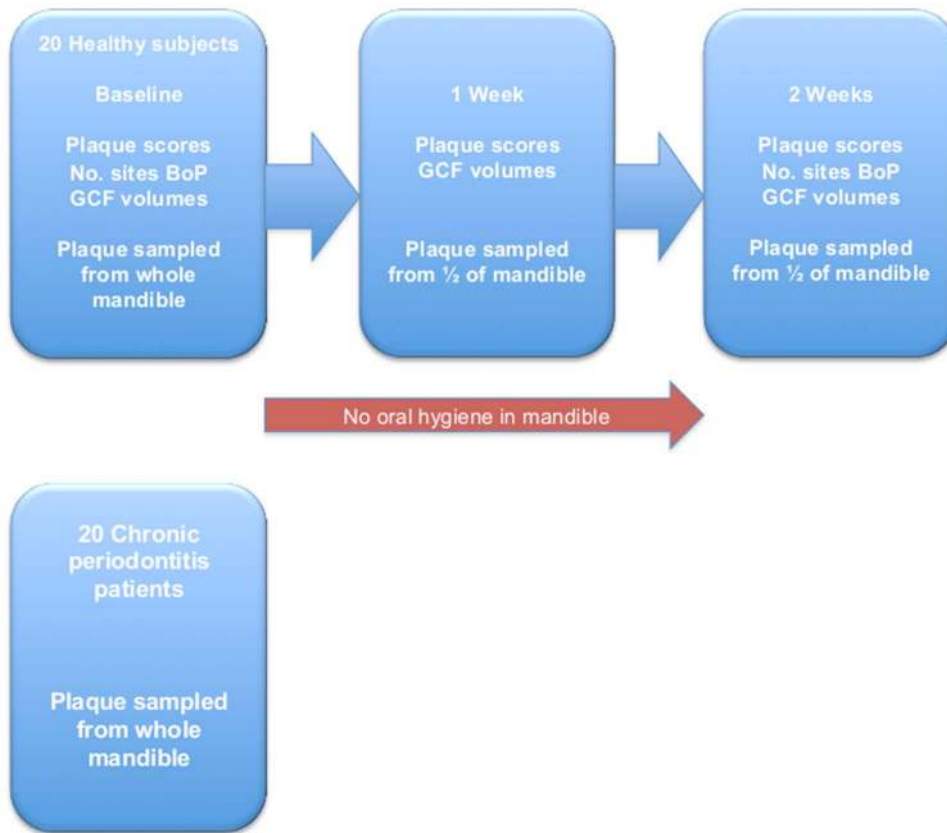 20 Healthy subjects
Baseline
Plaque scores
No. sites BoP
GCF volumes
Plaque sampled
from whole
mandible
1 Week
Plaque scores
GCF volumes
Plaque sampled
from ½ of mandible
2 Weeks
Plaque scores
No. sites BoP
GCF volumes
Plaque sampled
from ½ of mandible
No oral hygiene in mandible
20 Chronic
periodontitis
patients
Plaque sampled
from whole
mandible